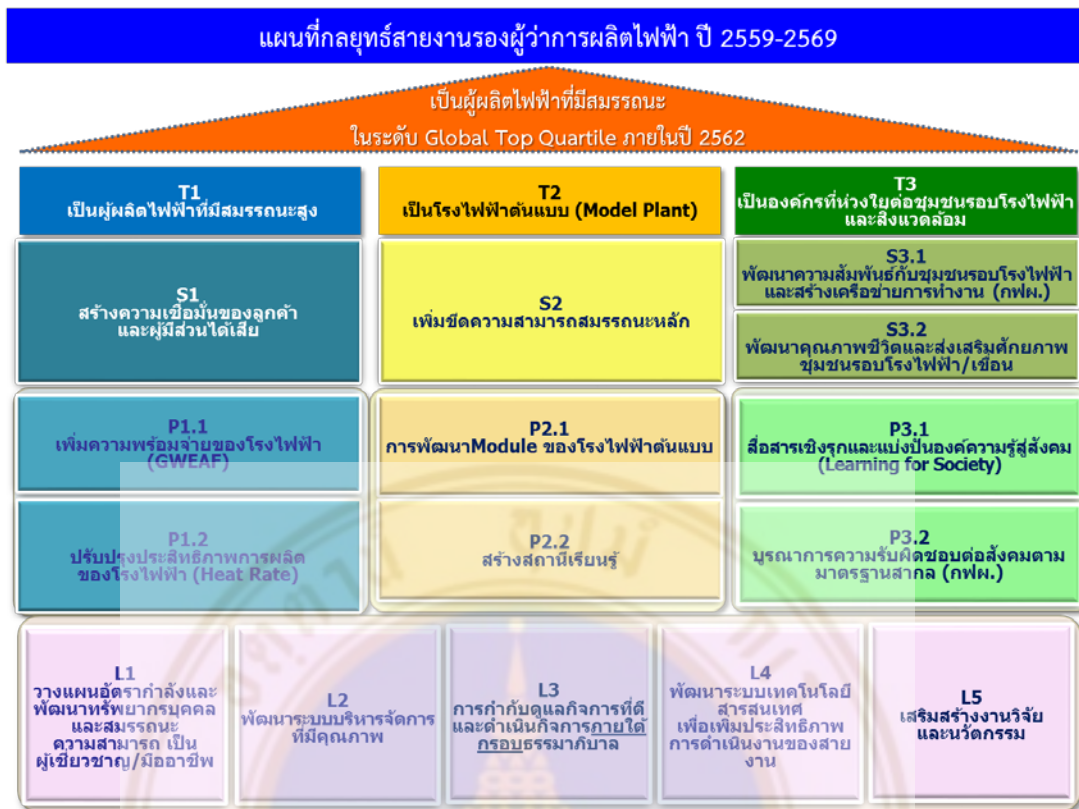 แผนที่กลยุทธ์สายงานรองผู้ว่าการผลิตไฟฟ้า ปี 2559-2569
เป็นผู้ผลิตไฟฟ้าที่มีสมรรถนะ
ในระดับ Global Top Quartile ภายในปี 2562
T1
เป็นผู้ผลิตไฟฟ้าที่มีสมรรถนะสูง
T2
เป็นโรงไฟฟ้าต้นแบบ (Model Plant)
T3
เป็นองค์กรที่ห่วงใยต่อชุมชนรอบโรงไฟฟ้า
และสิ่งแวดล้อม
S1
สร้างความเชื่อมั่นของลูกค้า
และผู้มีส่วนได้เสีย
S2
เพิ่มขีดความสามารถสมรรถนะหลัก
S3.1
พัฒนาความสัมพันธ์กับชุมชนรอบโรงไฟฟ้า
และสร้างเครือข่ายการทำงาน (กฟผ.)
S3.2
พัฒนาคุณภาพชีวิตและส่งเสริมศักยภาพ
ชุมชนรอบโรงไฟฟ้า/เขื่อน
P1.1
เพิ่มความพร้อมจ่ายของโรงไฟฟ้า
(GWEAF)
P2.1
การพัฒนาModule ของโรงไฟฟ้าต้นแบบ
P3.1
สื่อสารเชิงรุกและแบ่งปันองค์ความรู้สู่สังคม
(Learning for Society)
P1.2
ปรับปรุงประสิทธิภาพการผลิต
ของโรงไฟฟ้า (Heat Rate)
P2.2
สร้างสถานีเรียนรู้
P3.2
บูรณาการความรับผิดชอบต่อสังคมตาม
มาตรฐานสากล (กฟผ.)
L1
วางแผนอัตรากำลังและ
พัฒนาทรัพยากรบุคคล
และสมรรถนะ
ความสามารถ เป็น
ผู้เชี่ยวชาญ/มืออาชีพ
L2
พัฒนาระบบบริหารจัดการ
ที่มีคุณภาพ
L3
การกำกับดูแลกิจการที่ดี
และดำเนินกิจการภายใต้
กรอบธรรมาภิบาล
L4
พัฒนาระบบเทคโนโลยี
สารสนเทศ
เพื่อเพิ่มประสิทธิภาพ
การดำเนินงานของสาย
งาน
L5
เสริมสร้างงานวิจัย
และนวัตกรรม